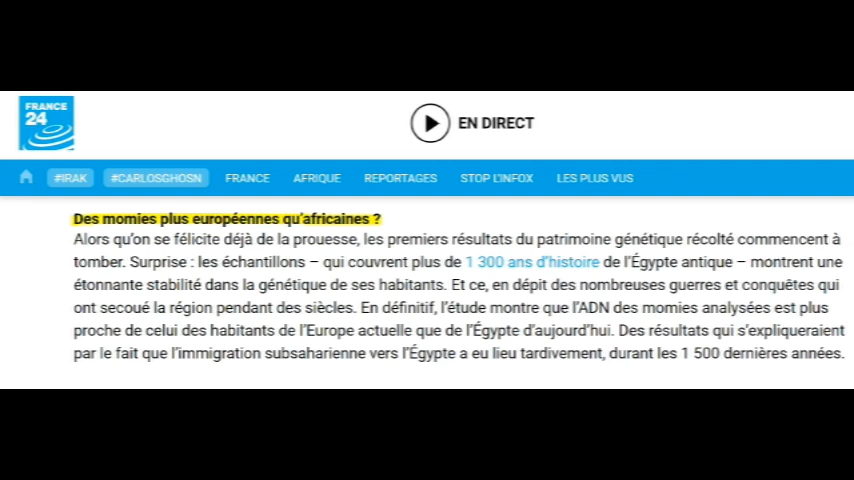 FRANCE
24
EN DIRECT
#IRAK #CARLOSGHOSN FRANCE AFRIQUE REPORTAGES STOP L'INFOX LES PLUS VUS
Des momies plus européennes qu'africaines ?
Alors qu'on se félicite déjà de la prouesse, les premiers résultats du patrimoine génétique récolté commencent à
tomber. Surprise : les échantillons – qui couvrent plus de 1 300 ans d'histoire de l'Égypte antique – montrent une
étonnante stabilité dans la génétique de ses habitants. Et ce, en dépit des nombreuses guerres et conquêtes qui
ont secoué la région pendant des siècles. En définitif, l'étude montre que l'ADN des momies analysées est plus
proche de celui des habitants de l'Europe actuelle que de l'Égypte d'aujourd'hui. Des résultats qui s'expliqueraient
par le fait que l'immigration subsaharienne vers l'Égypte a eu lieu tardivement, durant les 1 500 dernières années.